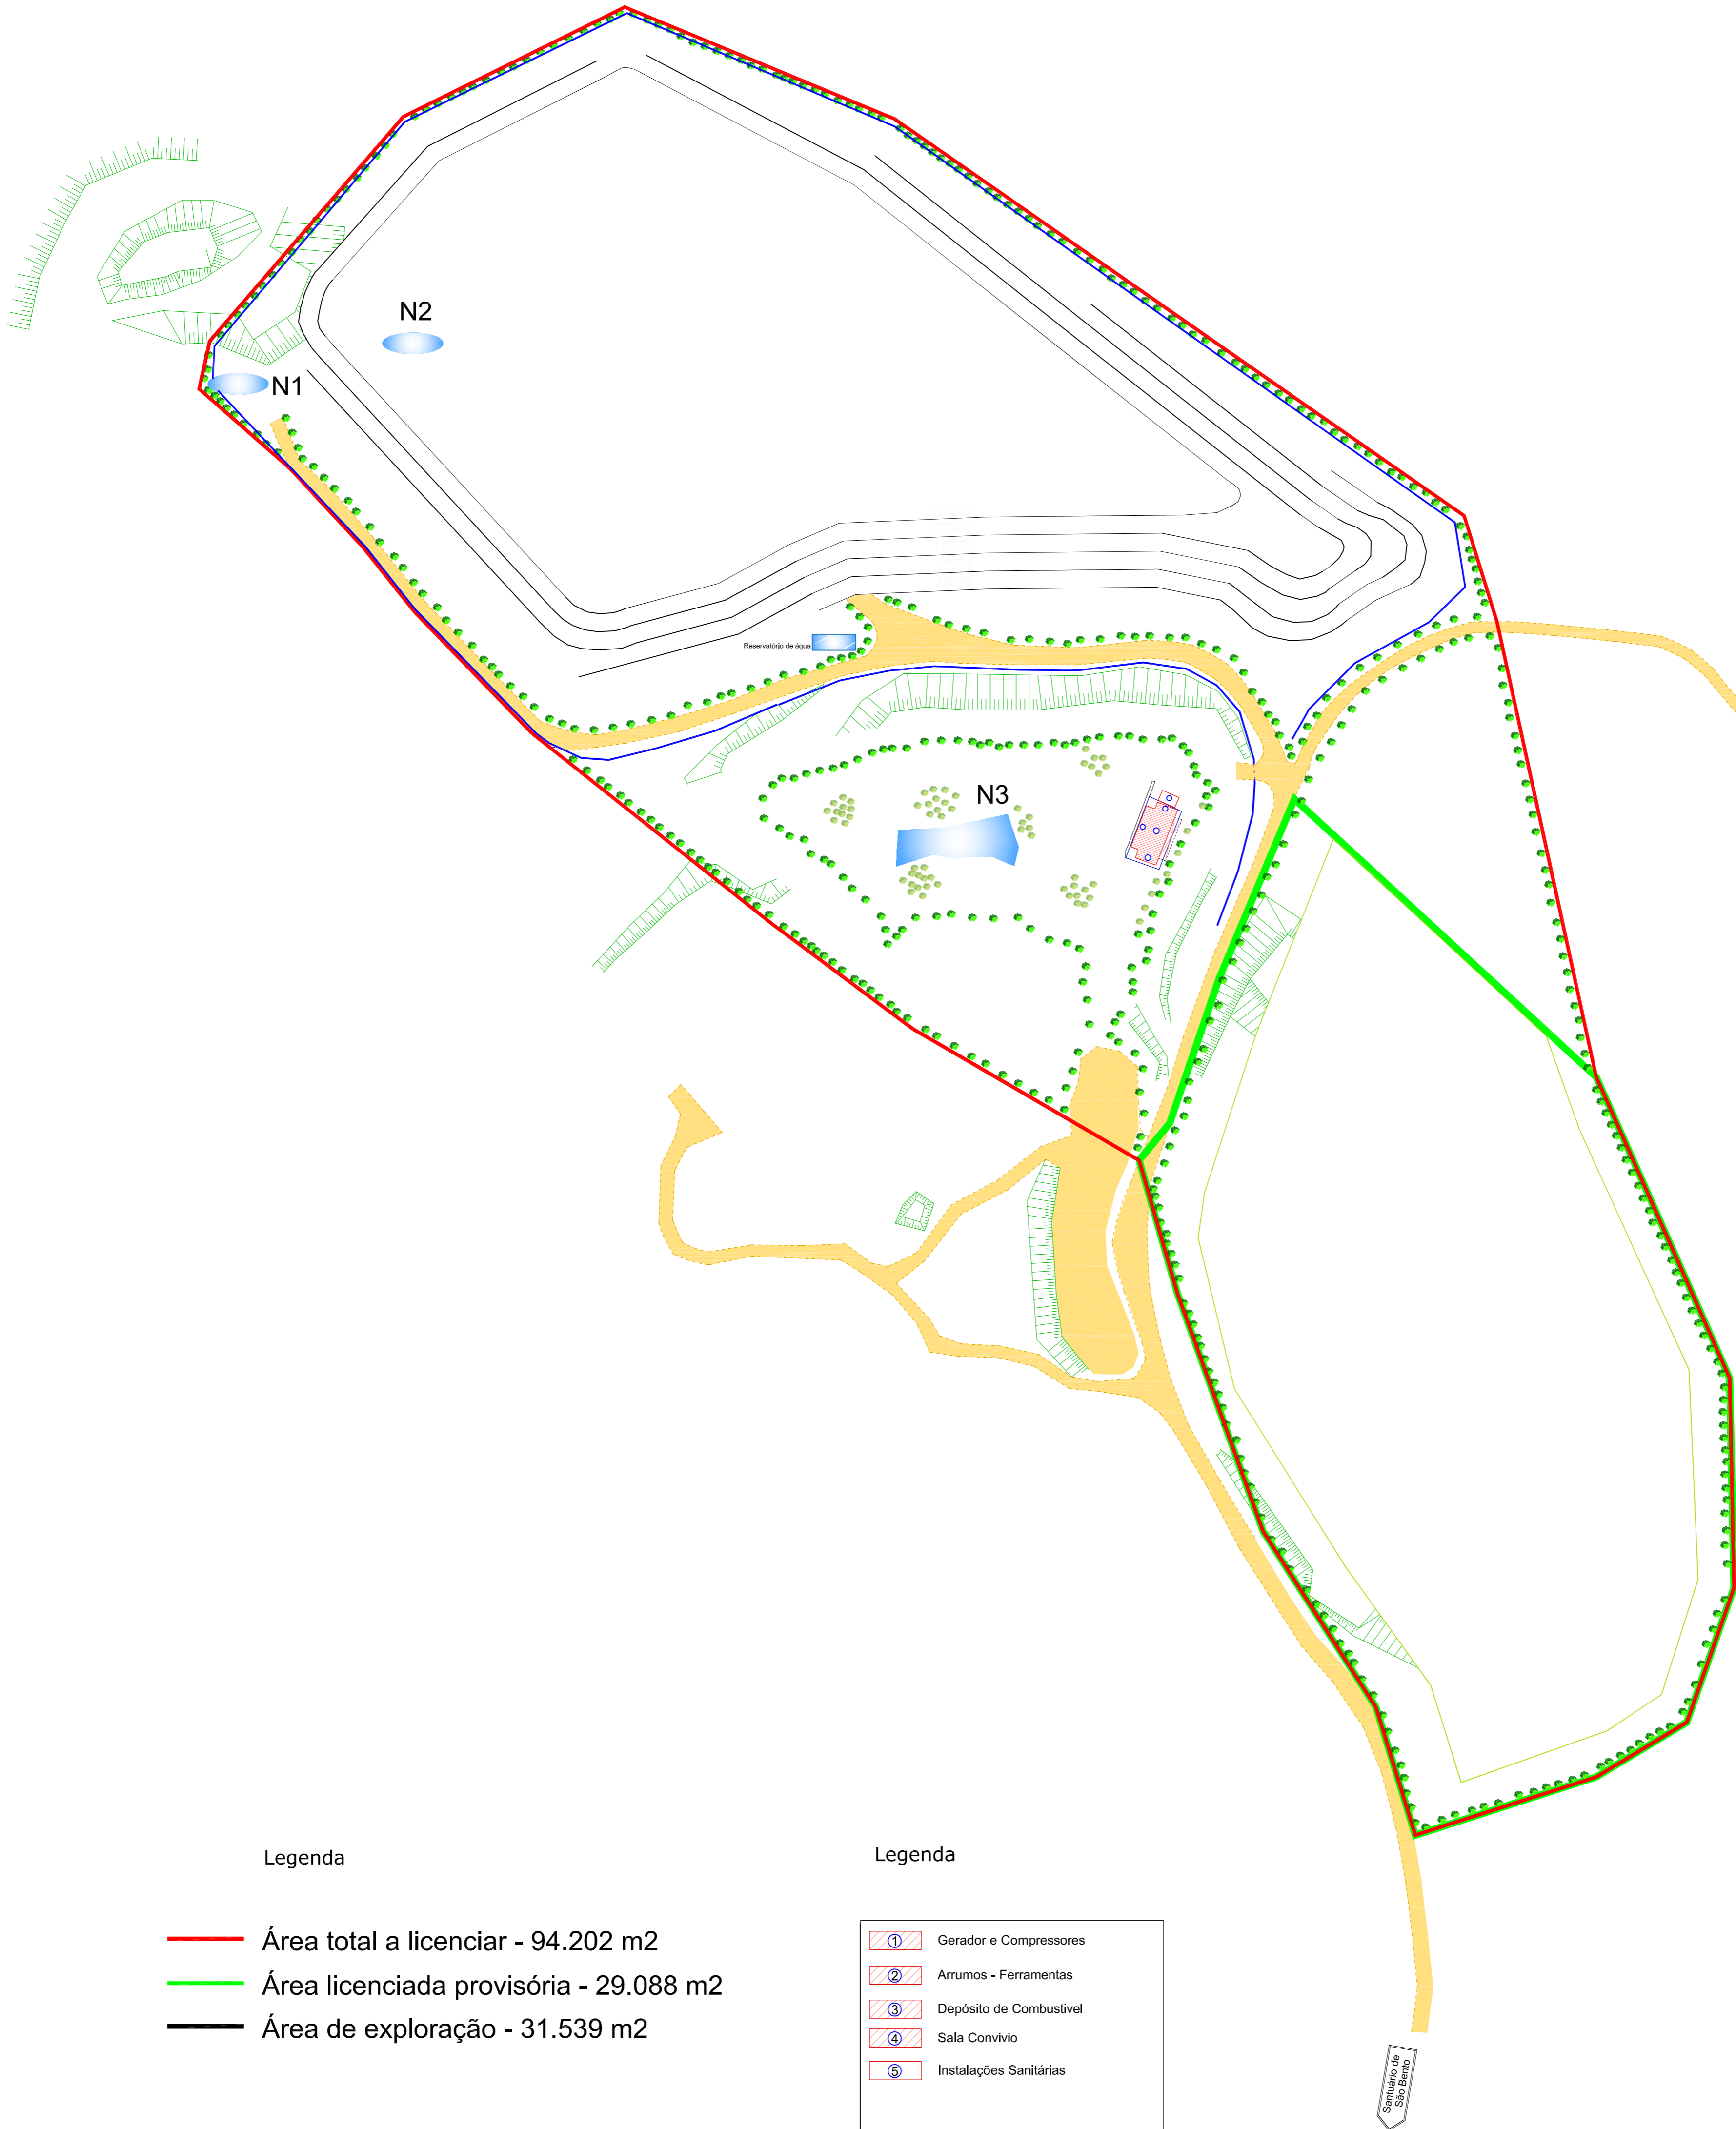 N2
N1
Reservatório de água
N3
Legenda
Área total a licenciar - 94.202 m2
Área licenciada provisória - 29.088 m2
Área de exploração - 31.539 m2
Legenda
1 Gerador e Compressores
2 Arrumos - Ferramentas
3 Depósito de Combustivel
4 Sala Convivio
5 Instalações Sanitárias
Santuário de
São Bento